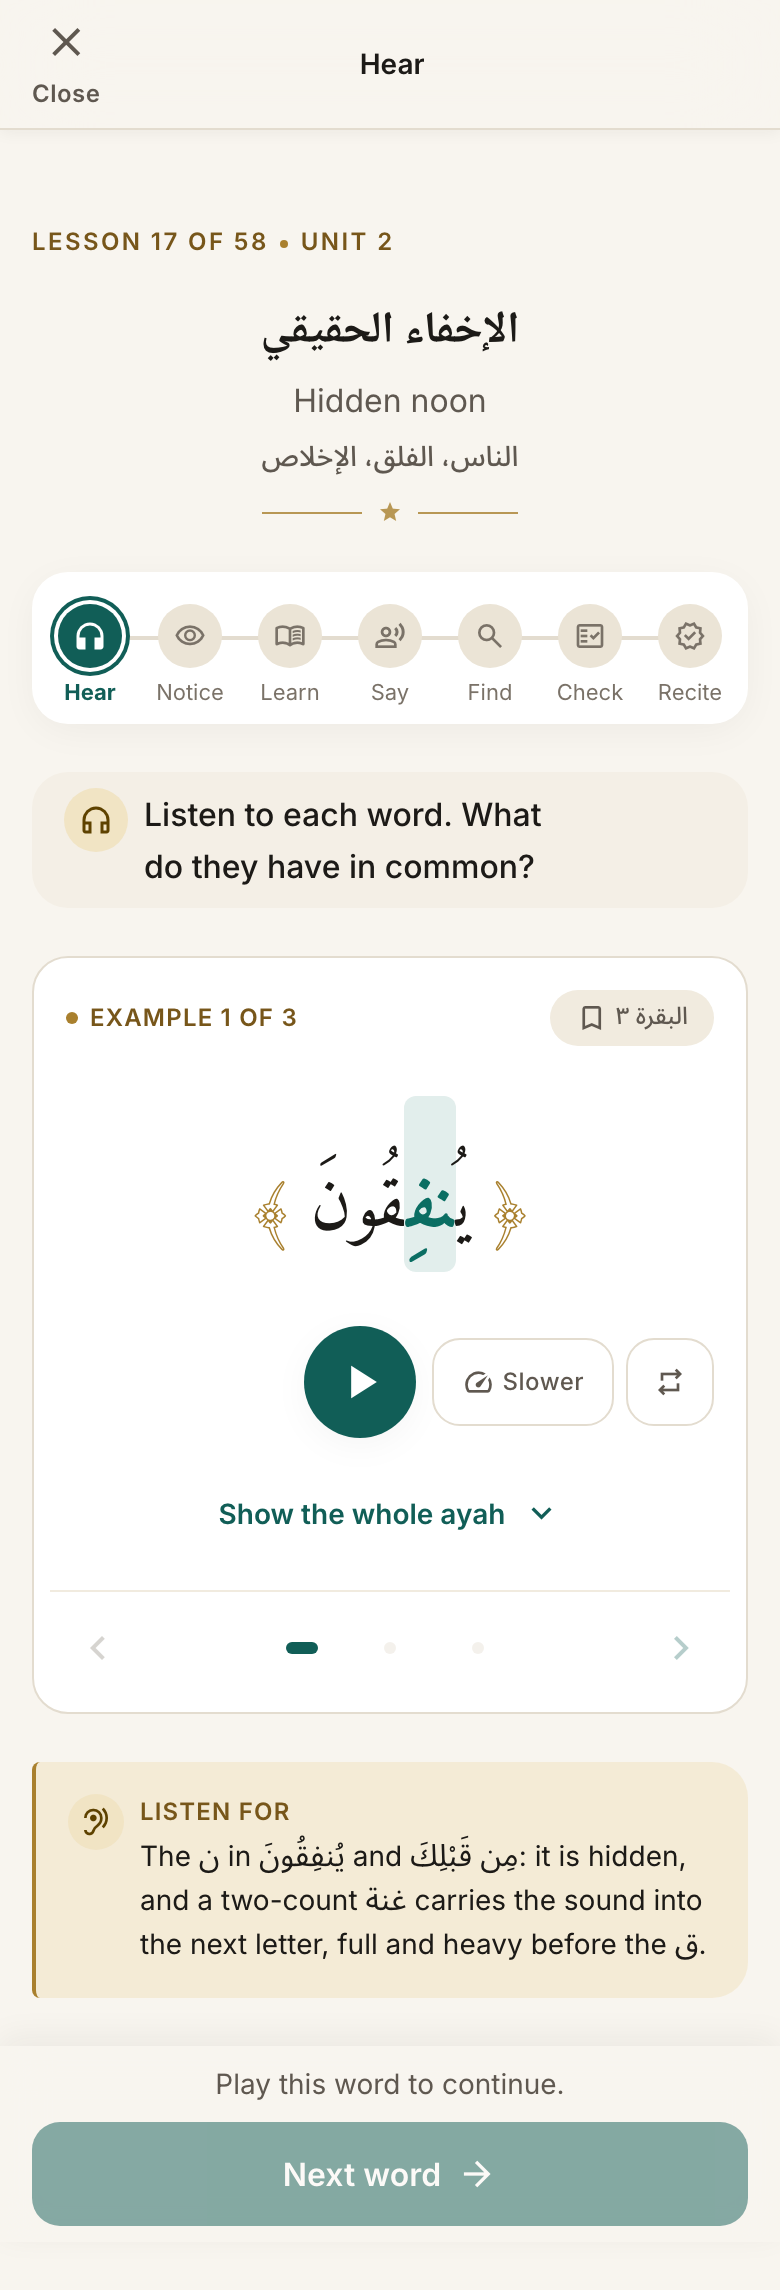 Close
Hear
LESSON 17 OF 58 • UNIT 2
الإخفاء الحقيقي
Hidden noon
الناس، الفلق، الإخلاص
Hear
Notice
Learn
Say
Find
Check
Recite
Listen to each word. What
do they have in common?
EXAMPLE 1 OF 3
البقرة ٣
﴿ يُنفِقُونَ ﴾
Slower
Show the whole ayah
LISTEN FOR
The ن in يُنفِقُونَ and مِن قَبْلِكَ: it is hidden,
and a two-count غنة carries the sound into
the next letter, full and heavy before the ق.
Play this word to continue.
Next word →